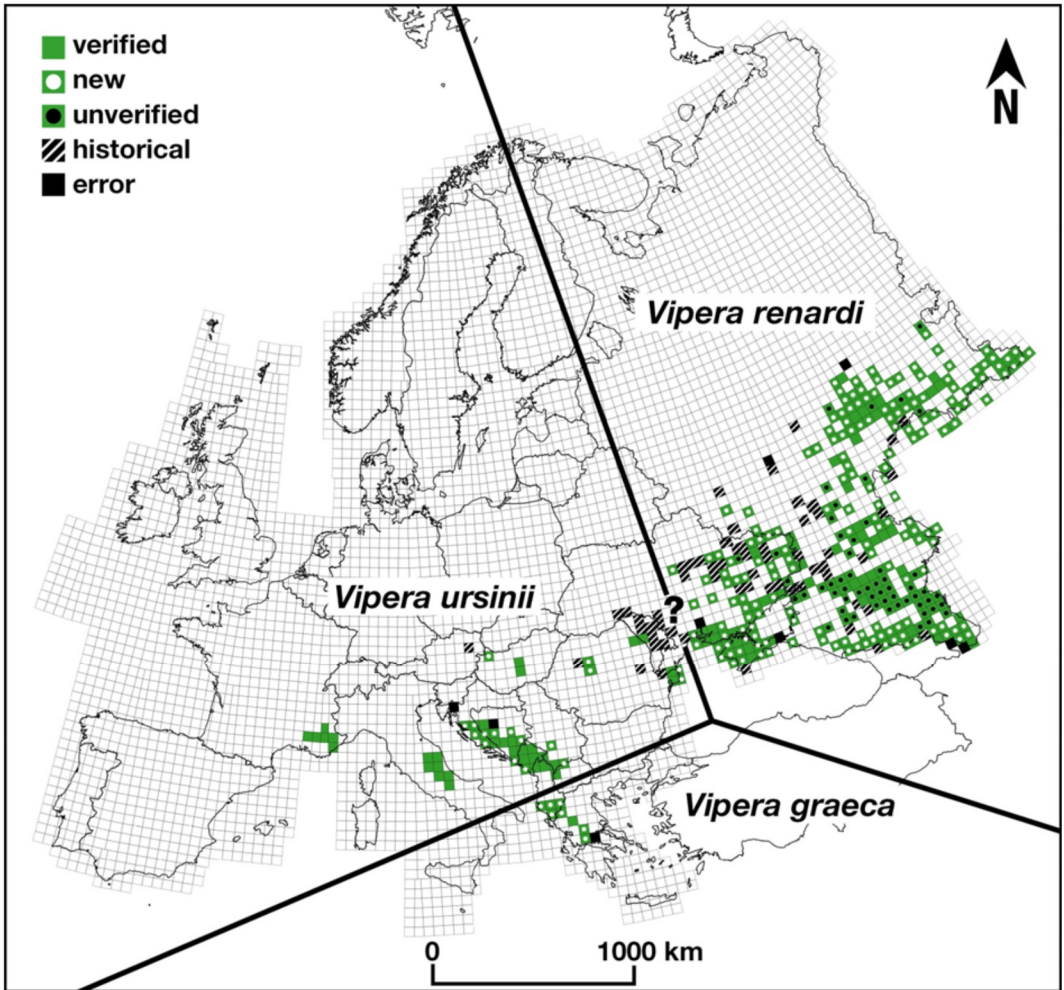 verified
new
unverified
historical
error
N
Vipera renardi
Vipera ursinii
?
Vipera graeca
0 1000 km